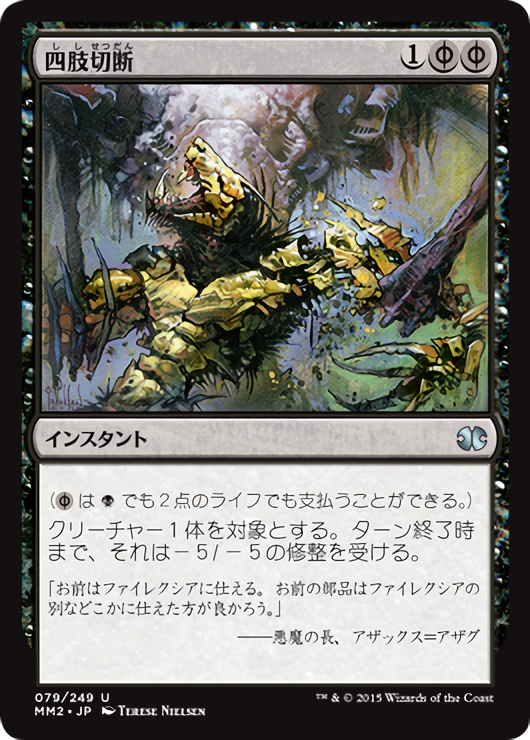 四肢切断
ししせつだん
1
インスタント
(はでも2点のライフでも支払うことができる。)
クリーチャー1体を対象とする。ターン終了時
まで、それは-5/-5の修整を受ける。
「お前はファイレクシアに仕える。お前の部品はファイレクシアの
別などこかに仕えた方が良かろう。」
――悪魔の長、アザックス=アザグ
079/249 U
MM2・JP Terese Nielsen
™ & © 2015 Wizards of the Coast